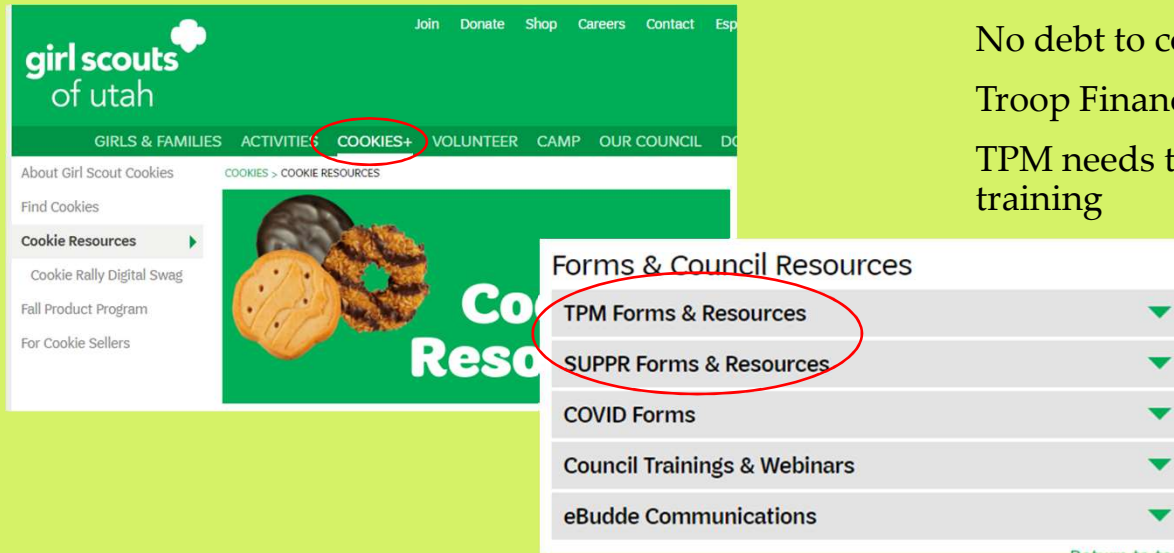 Join Donate Shop Careers Contact
girl scouts
of utah
GIRLS & FAMILIES ACTIVITIES COOKIES+ VOLUNTEER CAMP OUR COUNCIL
About Girl Scout Cookies
COOKIES > COOKIE RESOURCES
Find Cookies
Cookie Resources
Cookie Rally Digital Swag
Fall Product Program
For Cookie Sellers
No debt to
Troop
TPM needs
training
Forms & Council Resources
TPM Forms & Resources
SUPPR Forms & Resources
COVID Forms
Council Trainings & Webinars
eBudde Communications